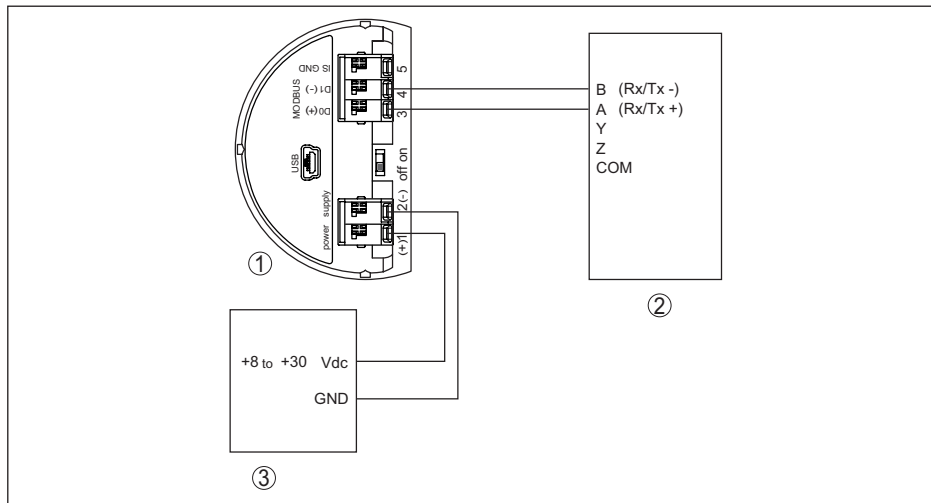 IS GND
5
MODBUS
D1(-)
4
D0(+)
3
USB
off on
power supply
2(-)
(+)1
1
B (Rx/Tx -)
A (Rx/Tx +)
Y
Z
COM
2
+8 to +30 Vdc
GND
3